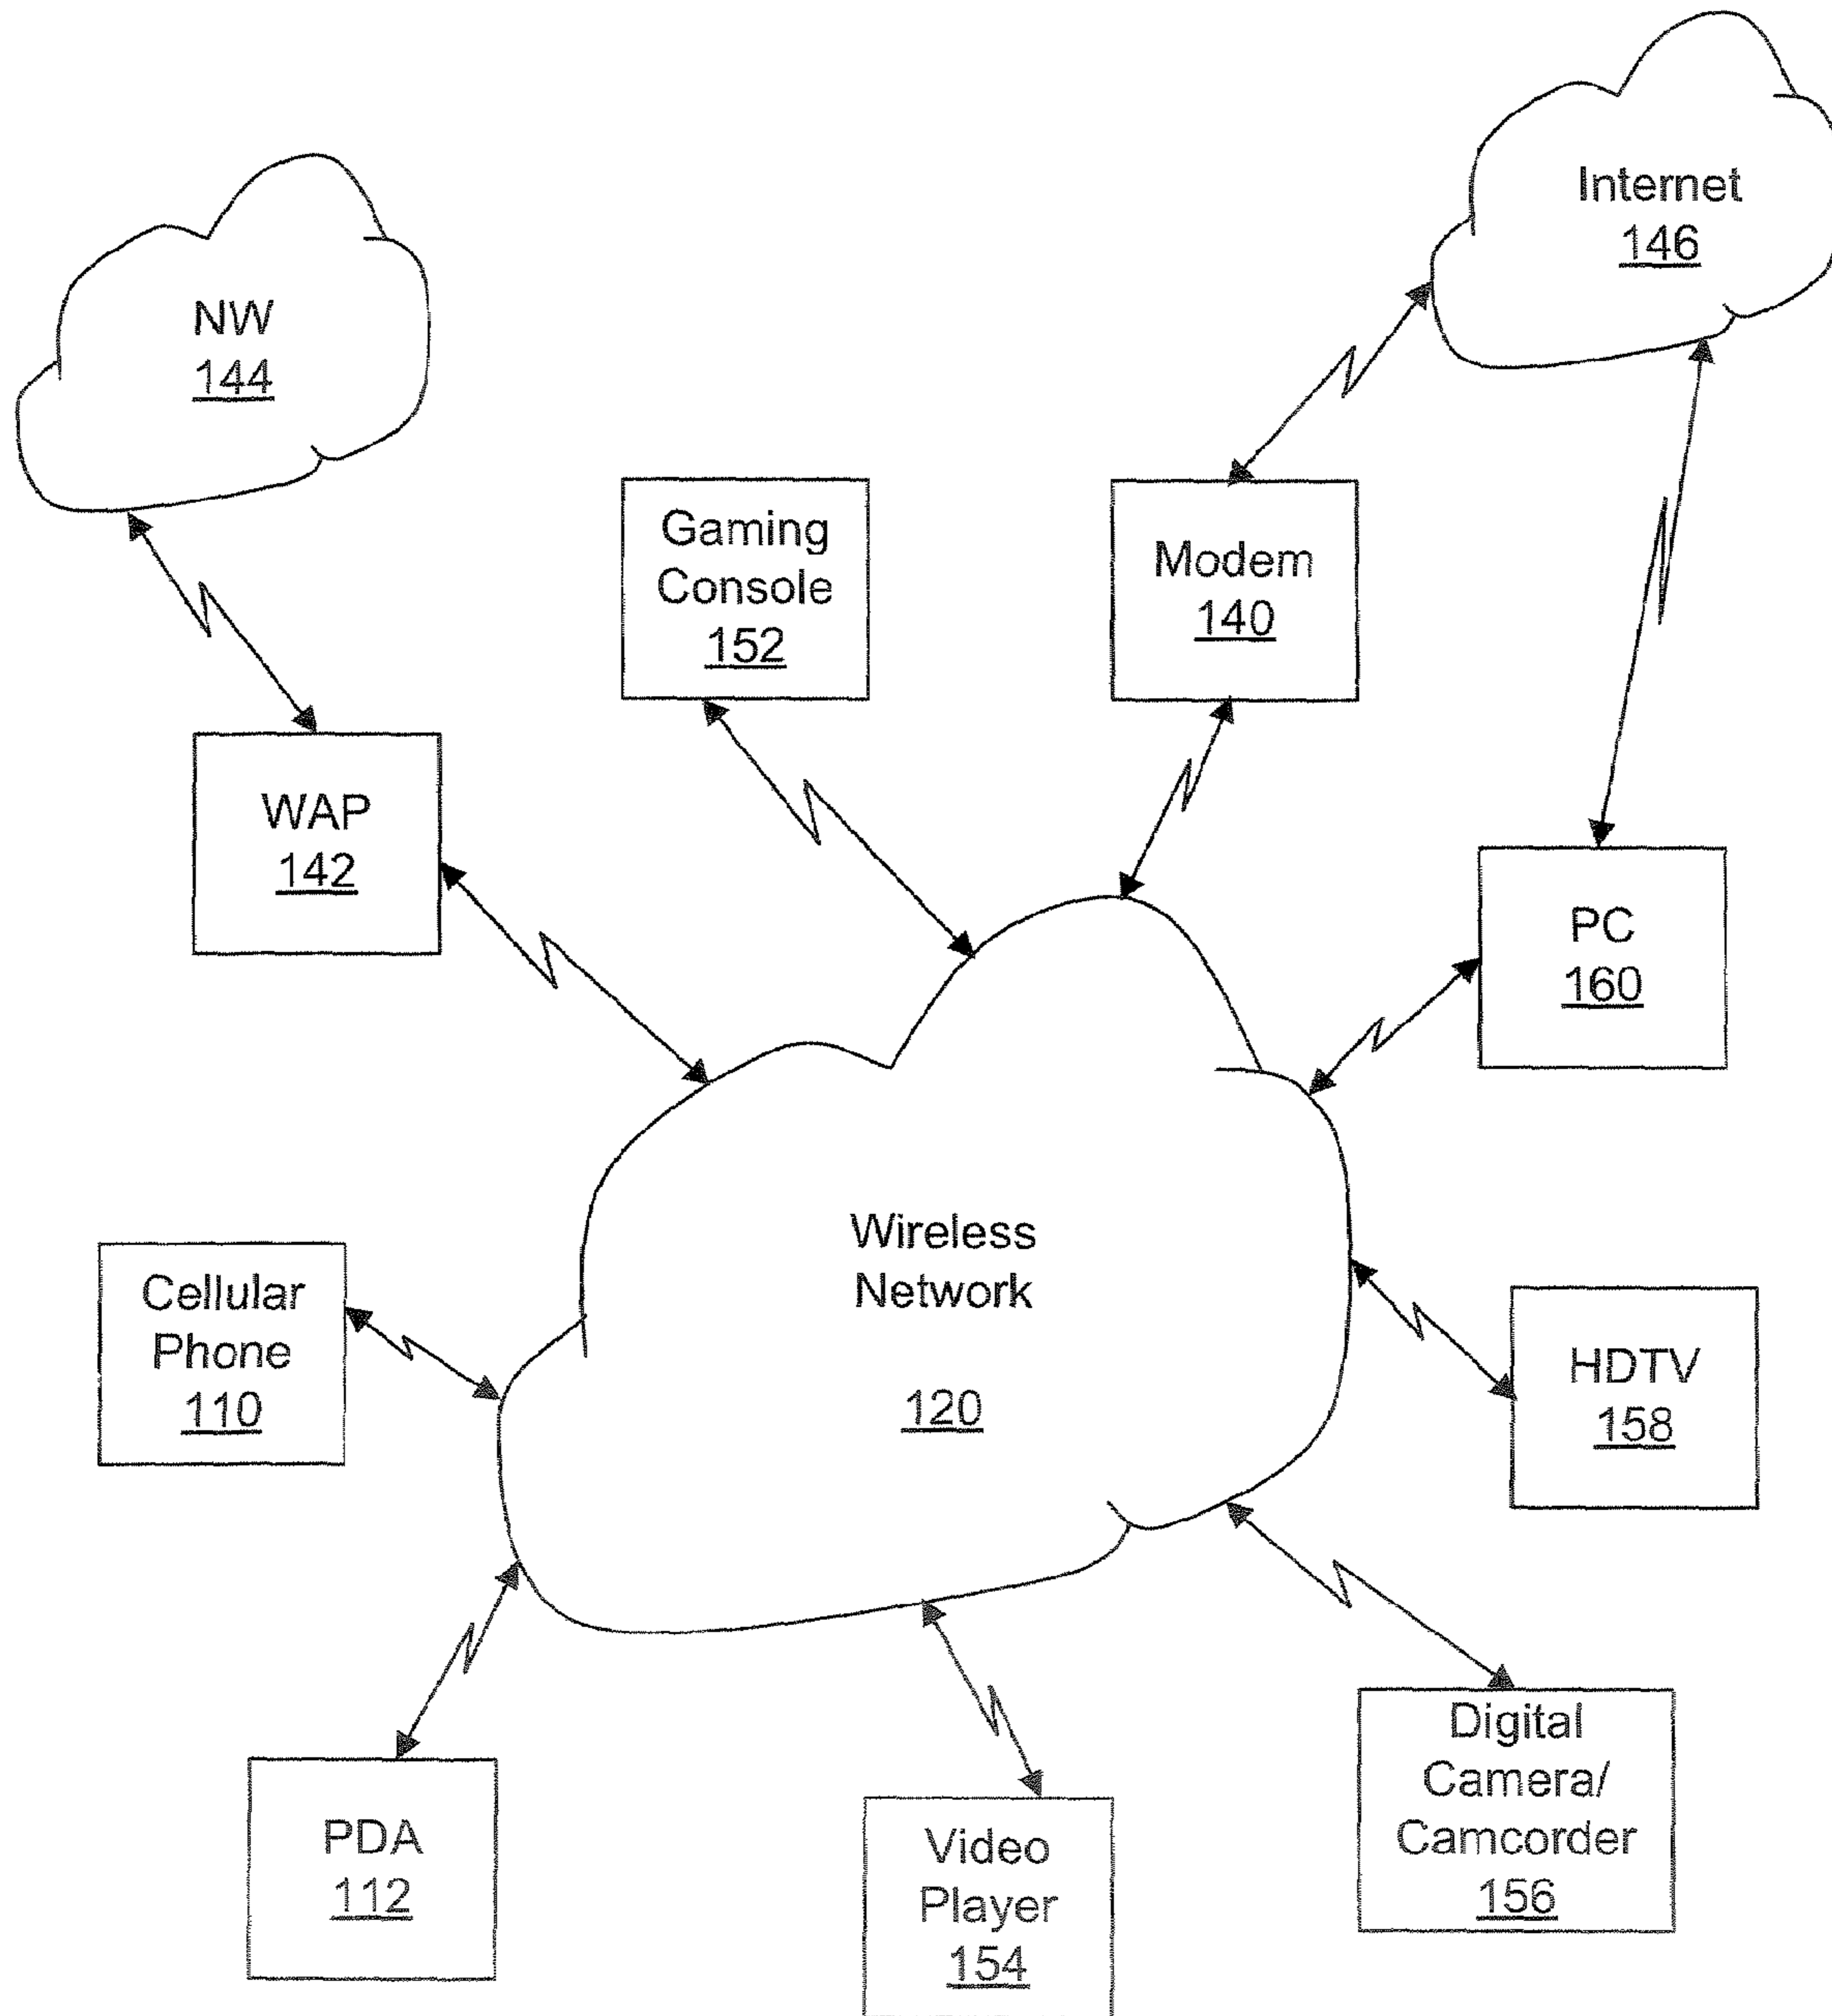 Internet
146
NW
144
Gaming
Console
152
Modem
140
WAP
142
PC
160
Wireless
Network
120
Cellular
Phone
110
HDTV
158
Digital
Camera/
Camcorder
156
PDA
112
Video
Player
154